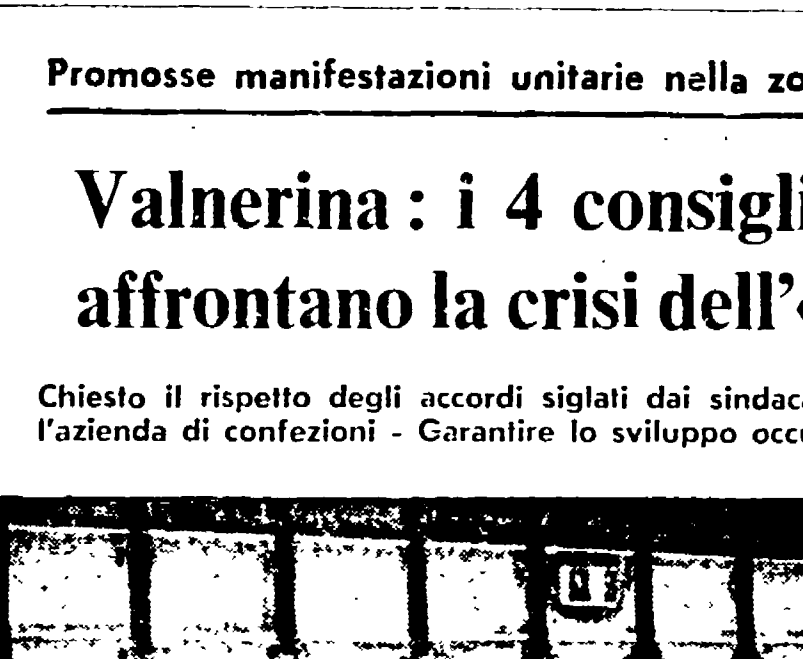 Promosse manifestazioni unitarie nella zo
Valnerina : i 4 consigli
affrontano la crisi dell'«
Chiesto il rispetto degli accordi siglati dai sindaca
l'azienda di confezioni - Garantire lo sviluppo occu